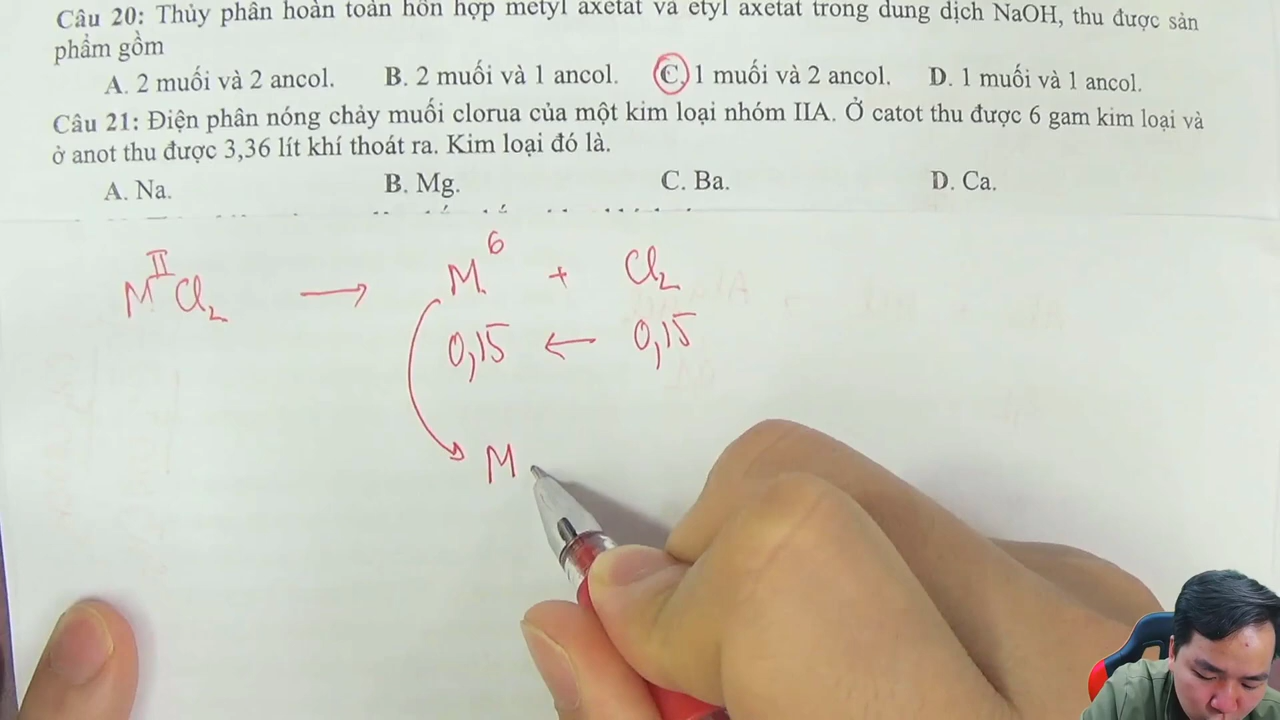 Câu 20: Thủy phân hoàn toàn hỗn hợp metyl axetat và etyl axetat trong dung dịch NaOH, thu được sản
phẩm gồm
A. 2 muối và 2 ancol. B. 2 muối và 1 ancol. C. 1 muối và 2 ancol. D. 1 muối và 1 ancol.
Câu 21: Điện phân nóng chảy muối clorua của một kim loại nhóm IIA. Ở catot thu được 6 gam kim loại và
ở anot thu được 3,36 lít khí thoát ra. Kim loại đó là.
A. Na. B. Mg. C. Ba. D. Ca.
II 6
MCl₂ → M + Cl₂
0,15 ← 0,15
M